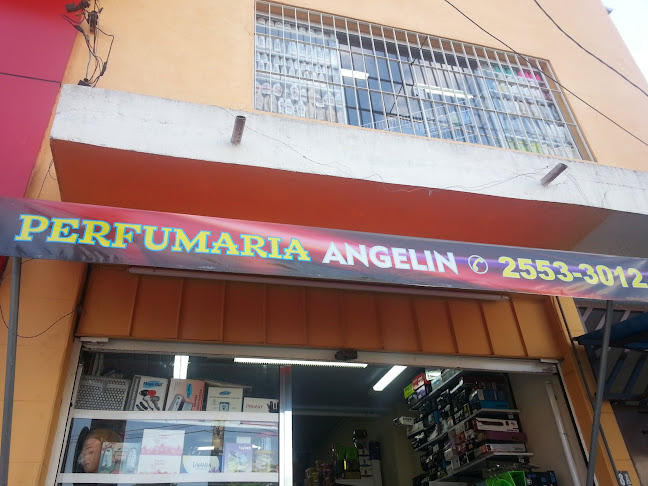 PERFUMARIA ANGELIN ✆ 2553-3012